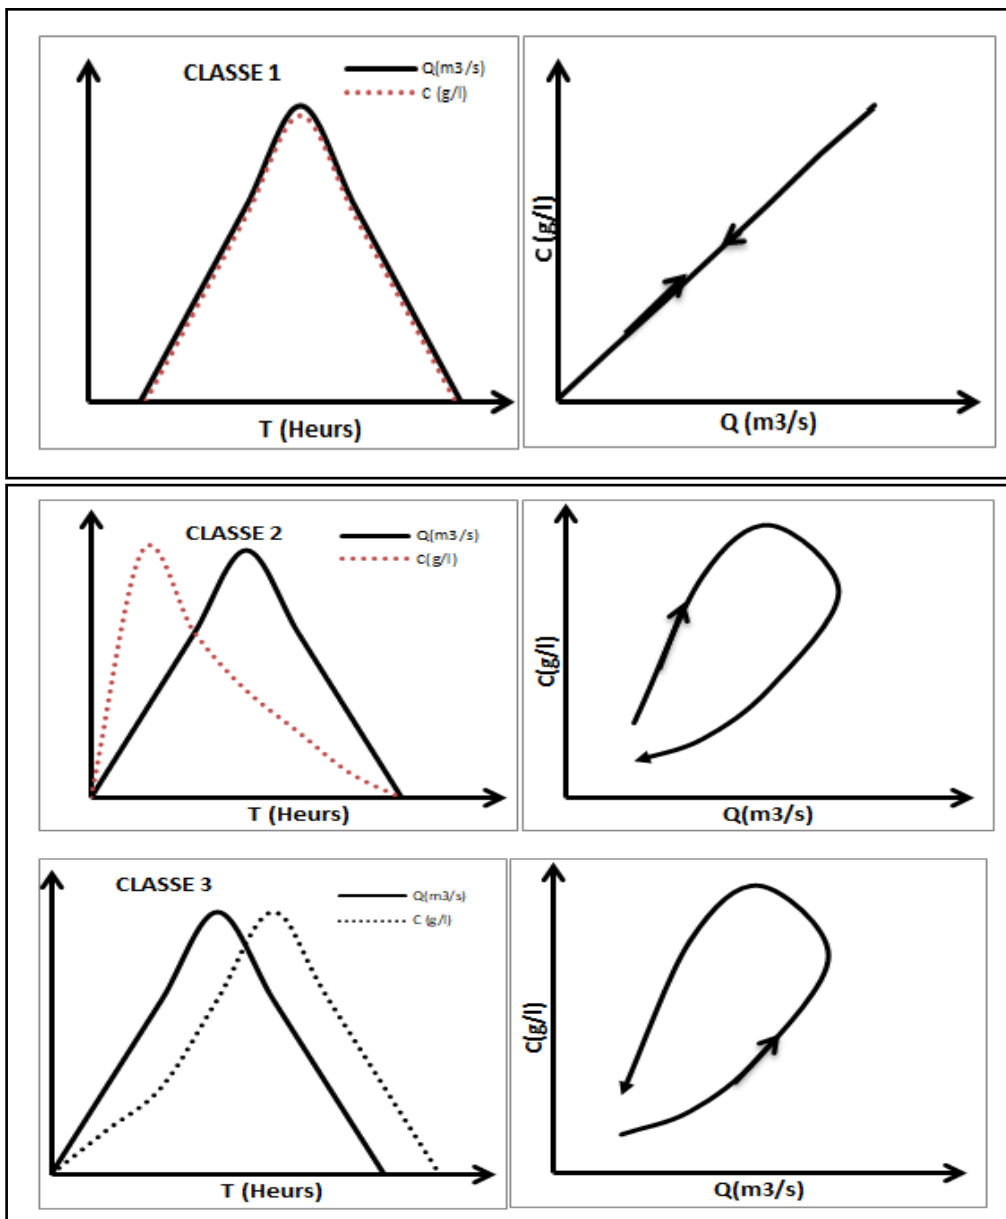 CLASSE 1
Q(m3/s)
C (g/l)
T (Heurs)
C (g/l)
Q (m3/s)
CLASSE 2
Q(m3/s)
C(g/l)
T (Heurs)
C(g/l)
Q(m3/s)
CLASSE 3
Q(m3/s)
C (g/l)
T (Heurs)
C(g/l)
Q(m3/s)